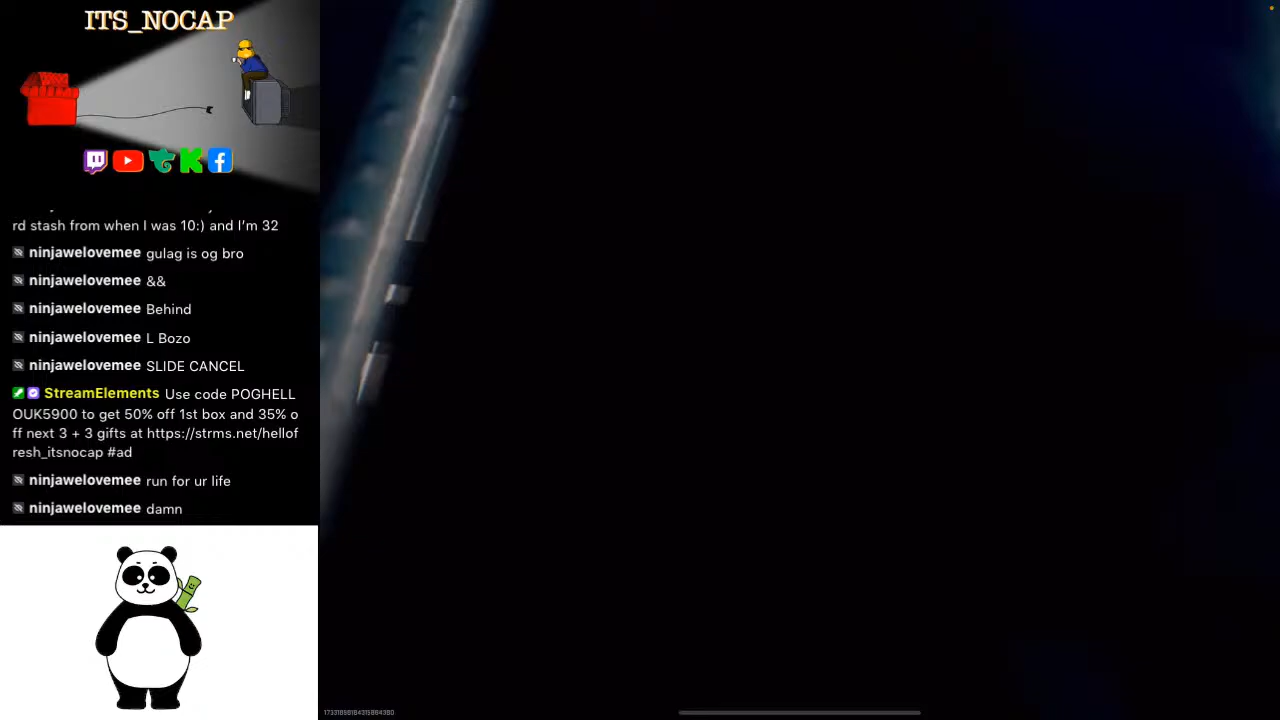 ITS_NOCAP
rd stash from when I was 10:) and I'm 32
ninjawelovemee gulag is og bro
ninjawelovemee &&
ninjawelovemee Behind
ninjawelovemee L Bozo
ninjawelovemee SLIDE CANCEL
StreamElements Use code POGHELL
OUK5900 to get 50% off 1st box and 35% o
ff next 3 + 3 gifts at https://strms.net/hellof
resh_itsnocap #ad
ninjawelovemee run for ur life
ninjawelovemee damn